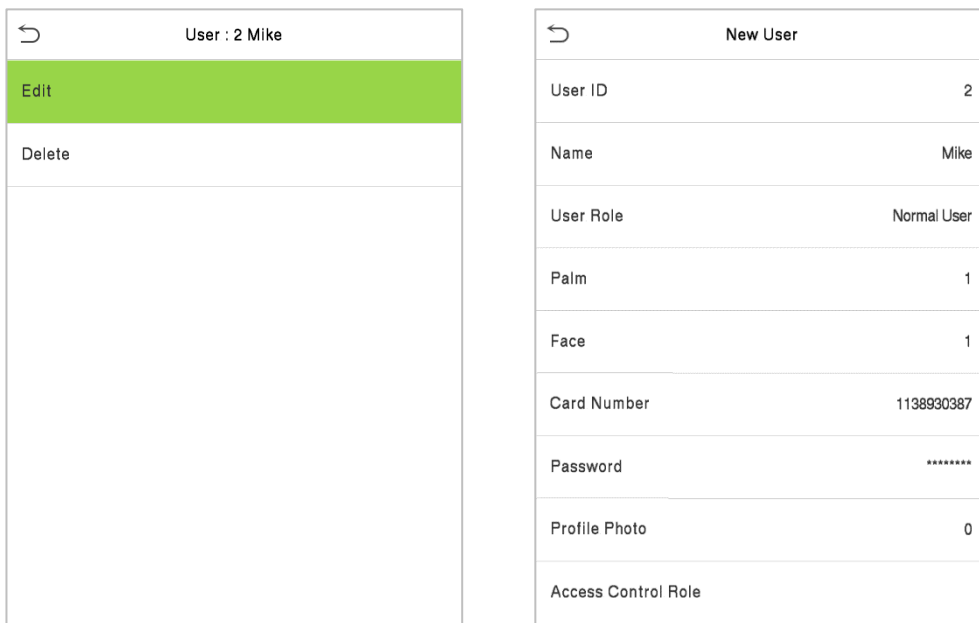 User : 2 Mike
Edit
Delete
New User
User ID 2
Name Mike
User Role Normal User
Palm 1
Face 1
Card Number 1138930387
Password ********
Profile Photo 0
Access Control Role